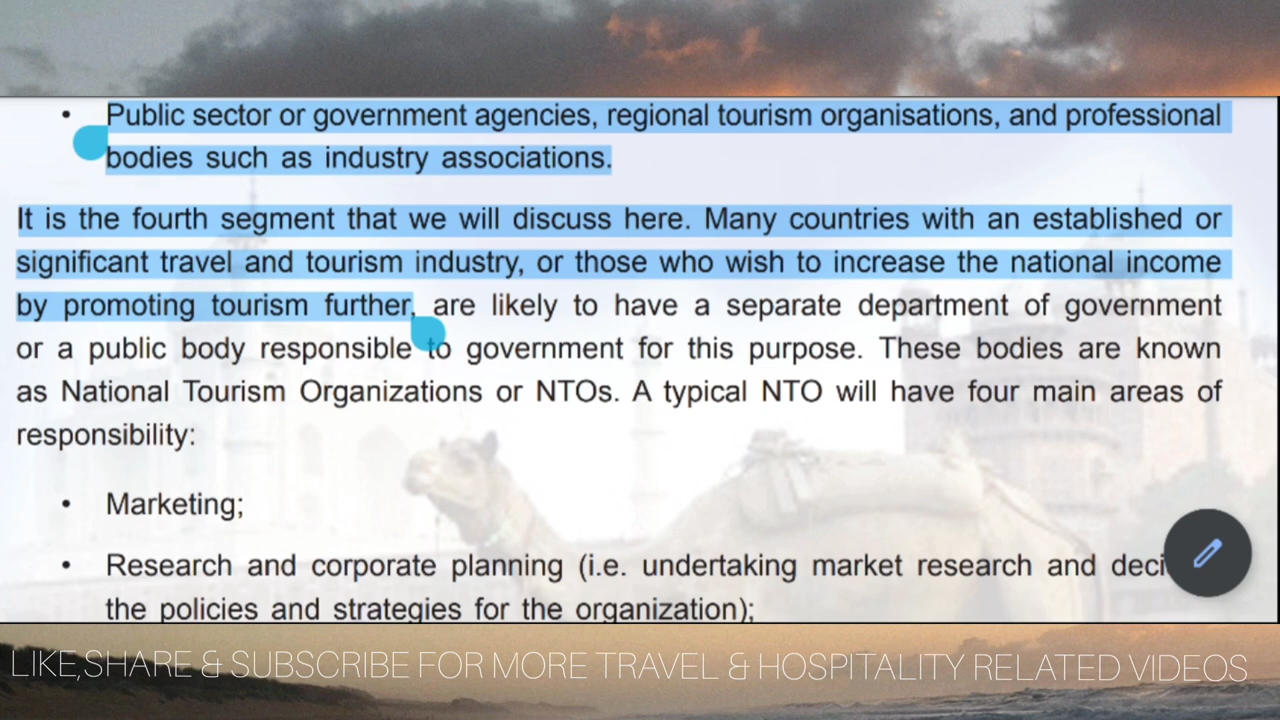 • Public sector or government agencies, regional tourism organisations, and professional
bodies such as industry associations.
It is the fourth segment that we will discuss here. Many countries with an established or
significant travel and tourism industry, or those who wish to increase the national income
by promoting tourism further, are likely to have a separate department of government
or a public body responsible to government for this purpose. These bodies are known
as National Tourism Organizations or NTOs. A typical NTO will have four main areas of
responsibility:
• Marketing;
• Research and corporate planning (i.e. undertaking market research and
the policies and strategies for the organization);
LIKE,SHARE & SUBSCRIBE FOR MORE TRAVEL & HOSPITALITY RELATED VIDEOS